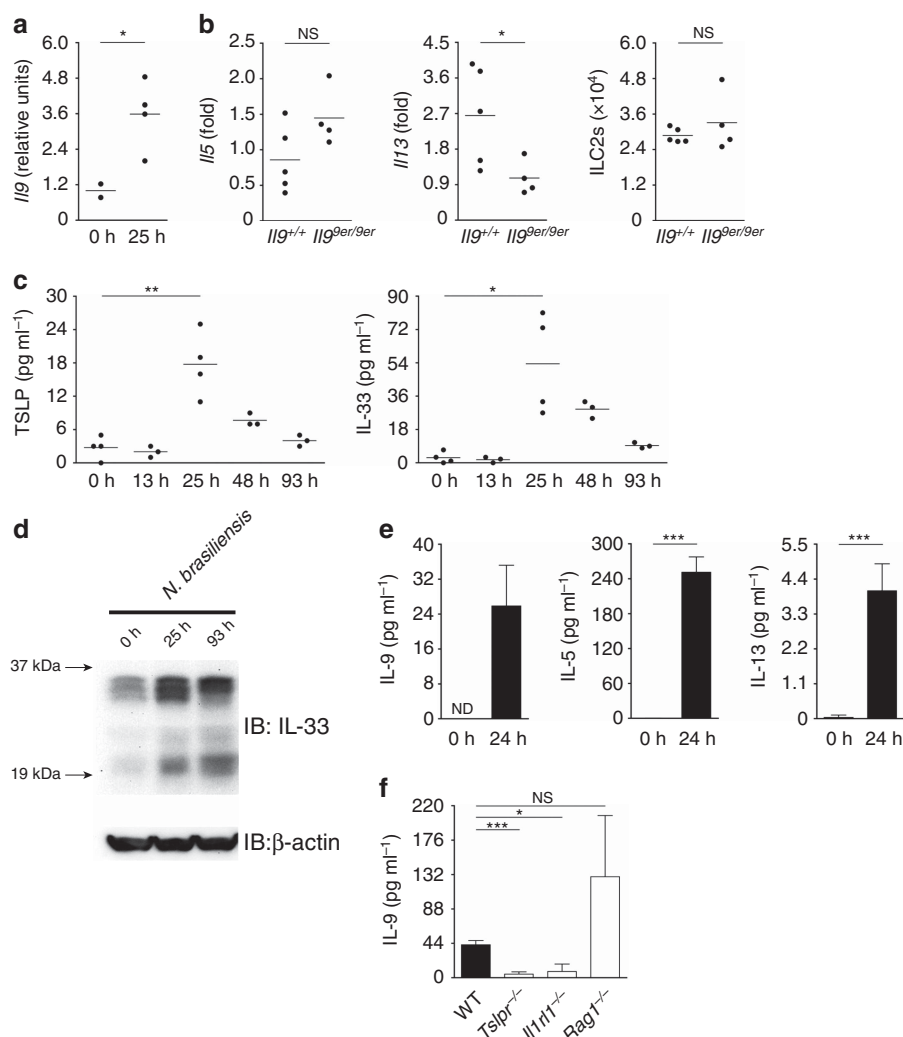 a
*
Il9 (relative units)
6.0
4.8
3.6
2.4
1.2
0
0 h 25 h
b
NS
Il5 (fold)
2.5
2.0
1.5
1.0
0.5
0
Il9+/+ Il99er/9er
*
Il13 (fold)
4.5
3.6
2.7
1.8
0.9
0
Il9+/+ Il99er/9er
NS
ILC2s (×10⁴)
6.0
4.8
3.6
2.4
1.2
0
Il9+/+ Il99er/9er
c
**
TSLP (pg ml⁻¹)
30
24
18
12
6
0
0 h 13 h 25 h 48 h 93 h
*
IL-33 (pg ml⁻¹)
90
72
54
36
18
0
0 h 13 h 25 h 48 h 93 h
d
N. brasiliensis
0 h 25 h 93 h
37 kDa
IB: IL-33
19 kDa
IB:β-actin
e
IL-9 (pg ml⁻¹)
40
32
24
16
8
0
ND
0 h 24 h
***
IL-5 (pg ml⁻¹)
300
240
180
120
60
0
0 h 24 h
***
IL-13 (pg ml⁻¹)
5.5
4.4
3.3
2.2
1.1
0
0 h 24 h
f
NS
*
***
IL-9 (pg ml⁻¹)
220
176
132
88
44
0
WT
Tslpr−/−
Il1rl1−/−
Rag1−/−